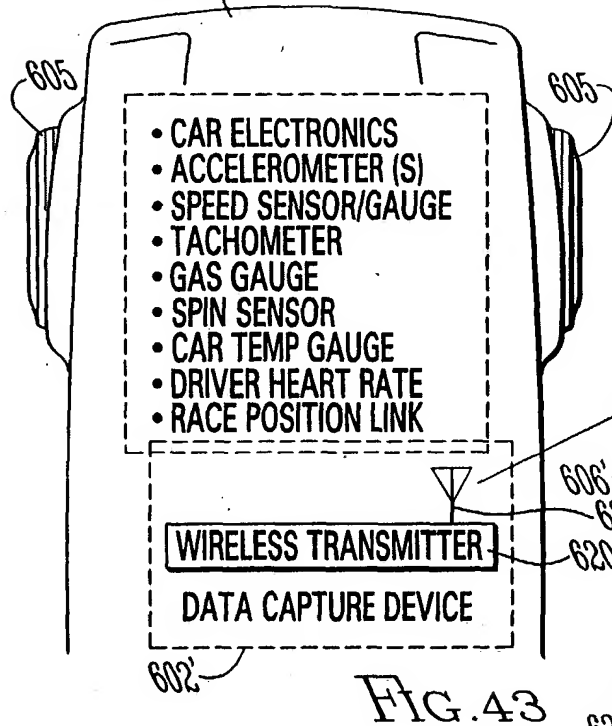 605
605
• CAR ELECTRONICS
• ACCELEROMETER (S)
• SPEED SENSOR/GAUGE
• TACHOMETER
• GAS GAUGE
• SPIN SENSOR
• CAR TEMP GAUGE
• DRIVER HEART RATE
• RACE POSITION LINK
606'
WIRELESS TRANSMITTER
620
DATA CAPTURE DEVICE
602'
FIG. 43